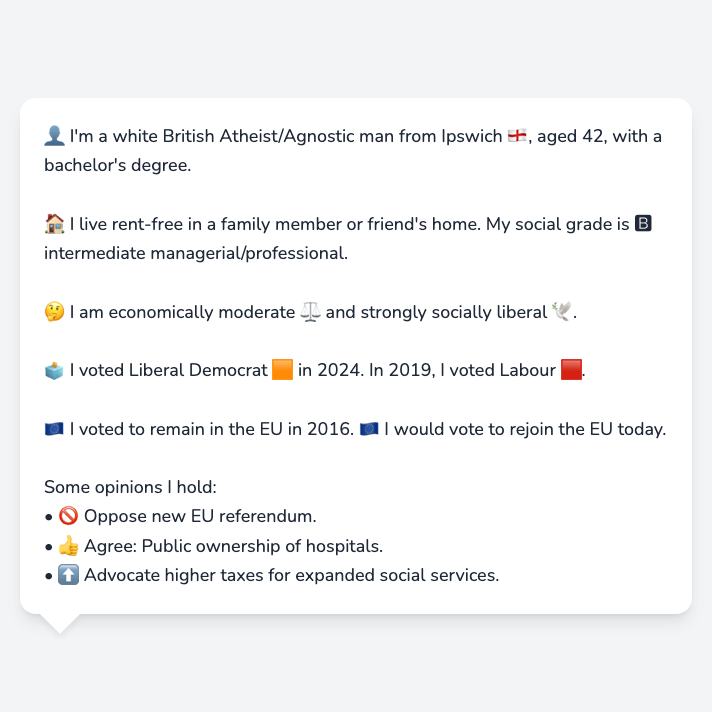 👤 I'm a white British Atheist/Agnostic man from Ipswich 🏴󠁧󠁢󠁥󠁮󠁧󠁿, aged 42, with a
bachelor's degree.
🏠 I live rent-free in a family member or friend's home. My social grade is 🅱
intermediate managerial/professional.
🤔 I am economically moderate ⚖️ and strongly socially liberal 🕊️.
🗳️ I voted Liberal Democrat 🟧 in 2024. In 2019, I voted Labour 🟥.
🇪🇺 I voted to remain in the EU in 2016. 🇪🇺 I would vote to rejoin the EU today.
Some opinions I hold:
• 🚫 Oppose new EU referendum.
• 👍 Agree: Public ownership of hospitals.
• ⬆️ Advocate higher taxes for expanded social services.